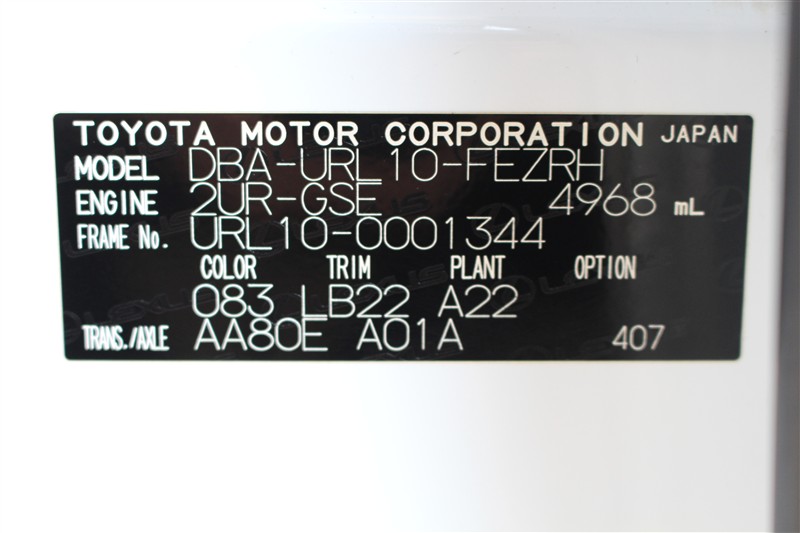 TOYOTA MOTOR CORPORATION JAPAN
MODEL DBA-URL10-FEZRH
ENGINE 2UR-GSE 4968 mL
FRAME No. URL10-0001344
COLOR TRIM PLANT OPTION
083 LB22 A22
TRANS./AXLE AA80E A01A 407